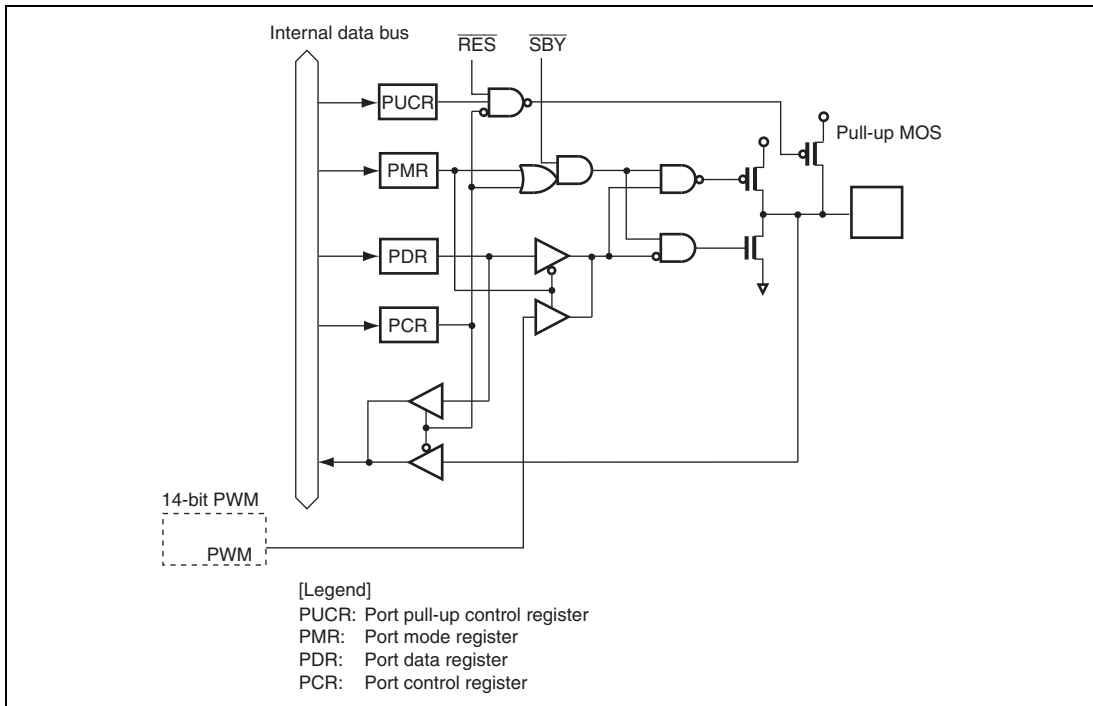 Internal data bus
RES
SBY
PUCR
Pull-up MOS
PMR
PDR
PCR
14-bit PWM
PWM
[Legend]
PUCR: Port pull-up control register
PMR: Port mode register
PDR: Port data register
PCR: Port control register